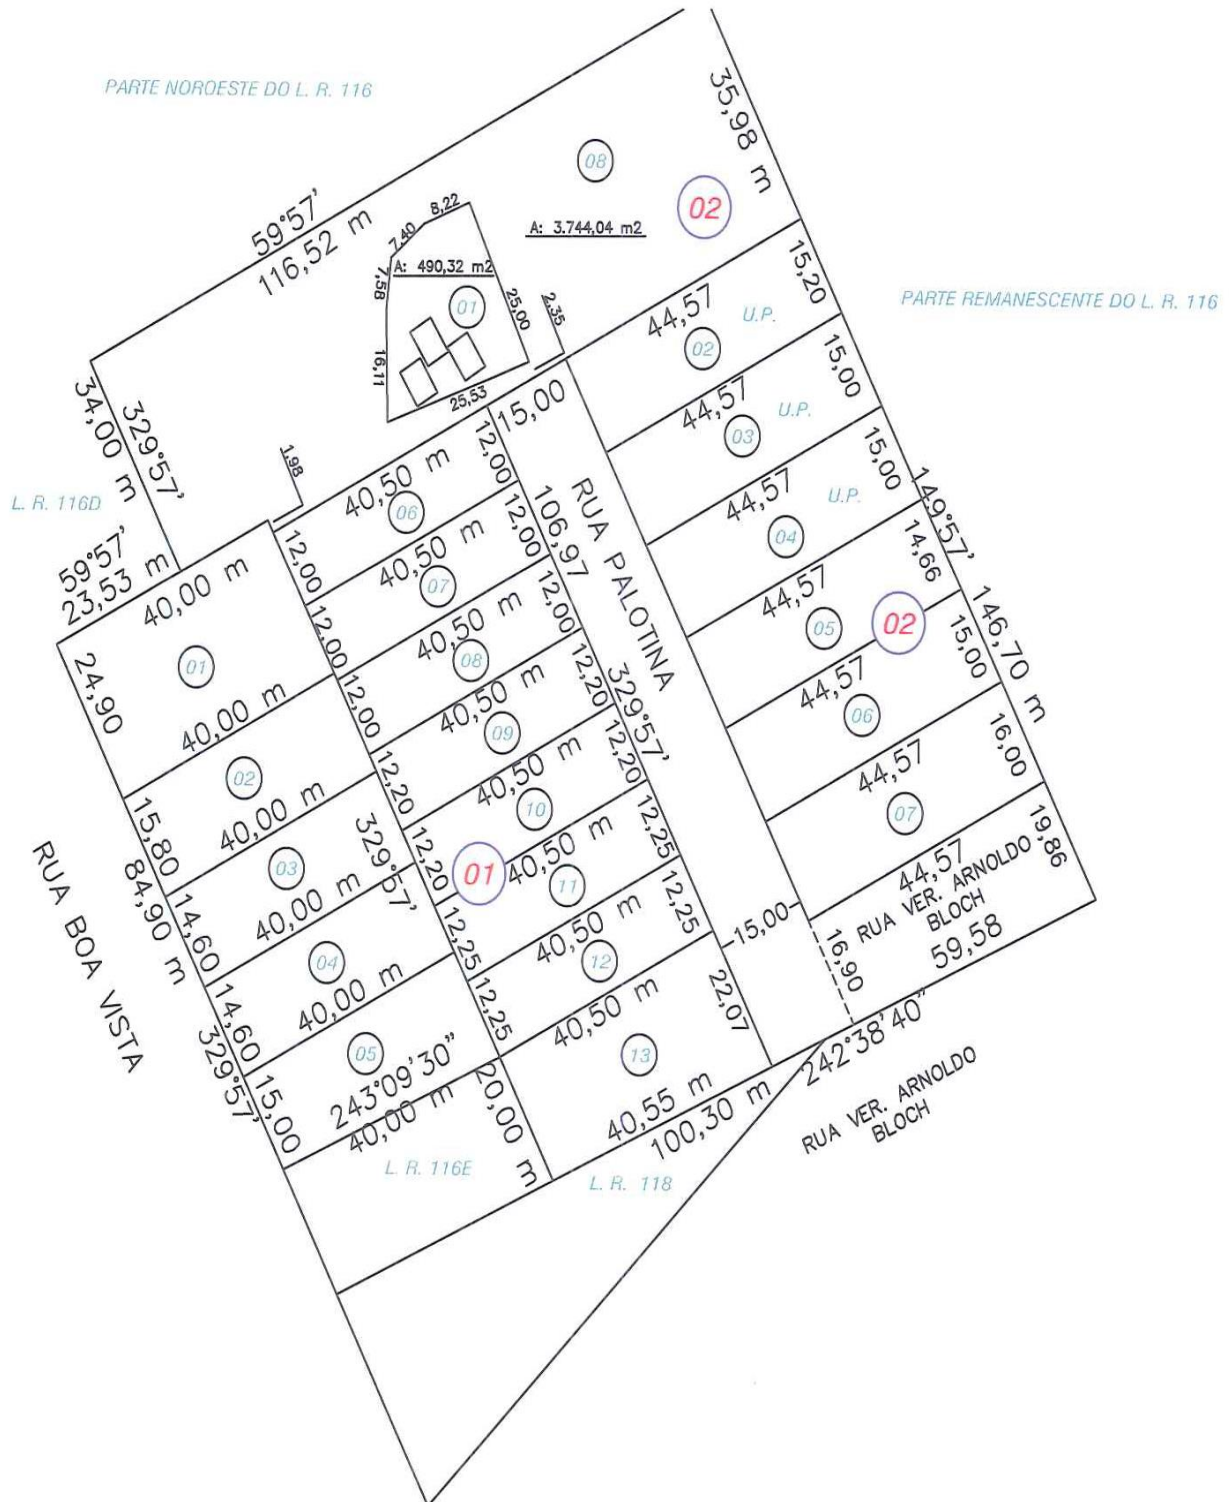 PARTE NOROESTE DO L. R. 116
35,98 m
08
02
A: 3.744,04 m2
59°57'
116,52 m
8,22
7,40
7,58
A: 490,32 m2
01
25,00
2,35
16,11
25,53
15,20
PARTE REMANESCENTE DO L. R. 116
44,57
U.P.
02
15,00
44,57
U.P.
03
15,00
44,57
U.P.
04
149°57'
146,70 m
14,66
44,57
05
02
15,00
44,57
06
16,00
44,57
07
19,86
44,57
RUA VER. ARNOLDO
BLOCH
16,90
59,58
34,00 m
329°57'
L. R. 116D
59°57'
23,53 m
1,98
15,00
12,00
40,50 m
06
12,00
12,00
40,50 m
07
12,00
12,00
40,50 m
08
12,00
12,20
40,50 m
09
12,20
12,20
40,50 m
10
12,20
12,25
40,50 m
11
12,25
12,25
40,50 m
12
12,25
22,07
40,50 m
13
40,55 m
20,00 m
106,97
329°57'
RUA PALOTINA
15,00
01
40,00 m
01
24,90
40,00 m
02
15,80
40,00 m
03
14,60
40,00 m
04
14,60
40,00 m
05
15,00
329°57'
243°09'30"
40,00 m
84,90 m
329°57'
RUA BOA VISTA
L. R. 116E
L. R. 118
100,30 m
242°38'40"
RUA VER. ARNOLDO
BLOCH